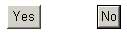 Yes No